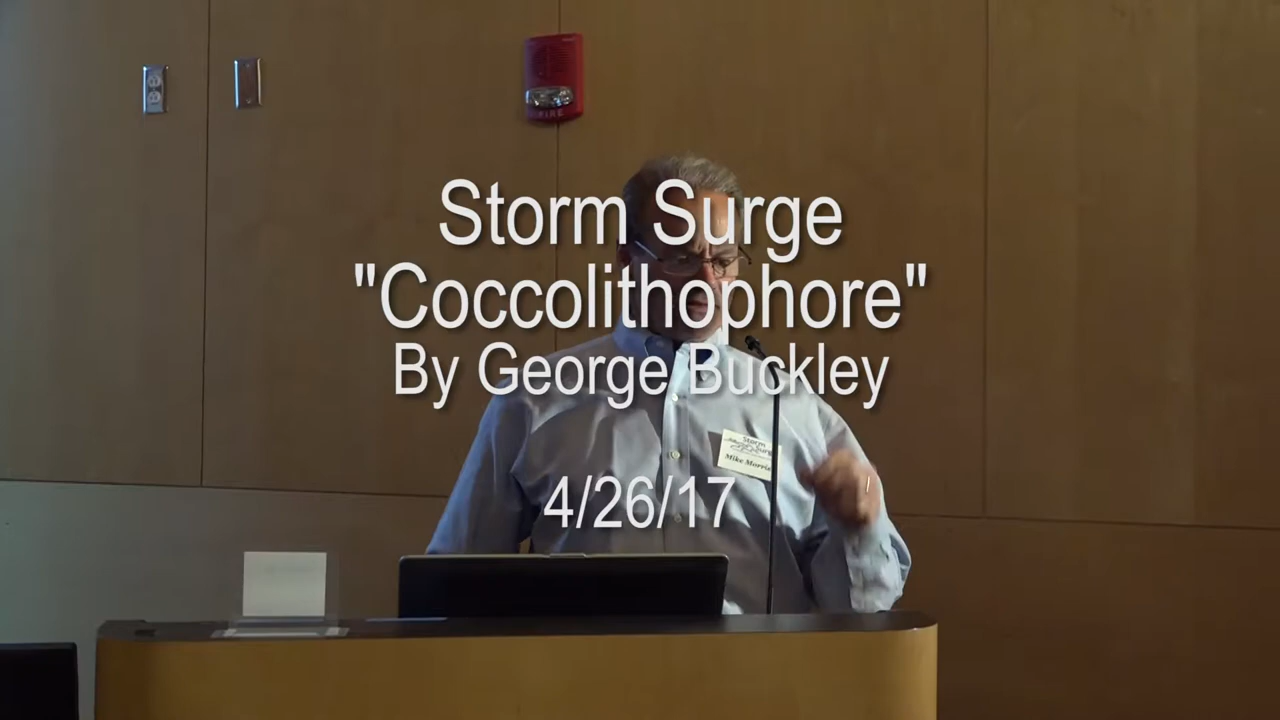 FIRE
Storm Surge
"Coccolithophore"
By George Buckley
Storm
Surge
Mike Morris
4/26/17